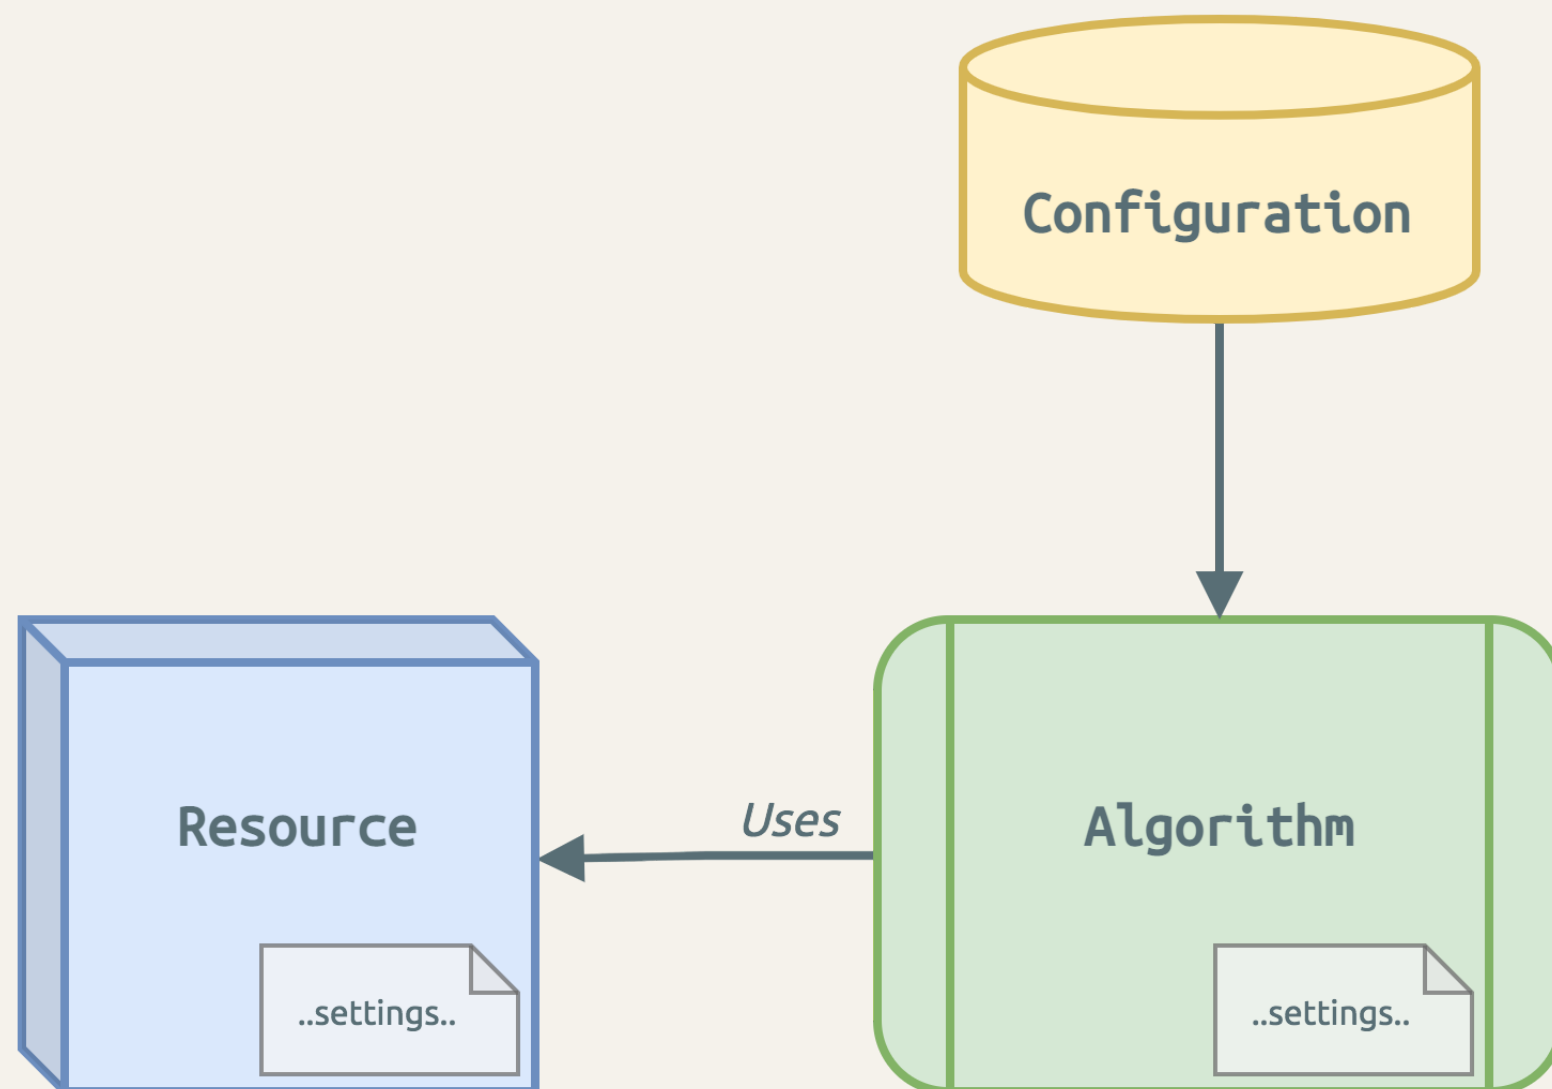 Configuration
Uses
Resource
Algorithm
..settings..
..settings..